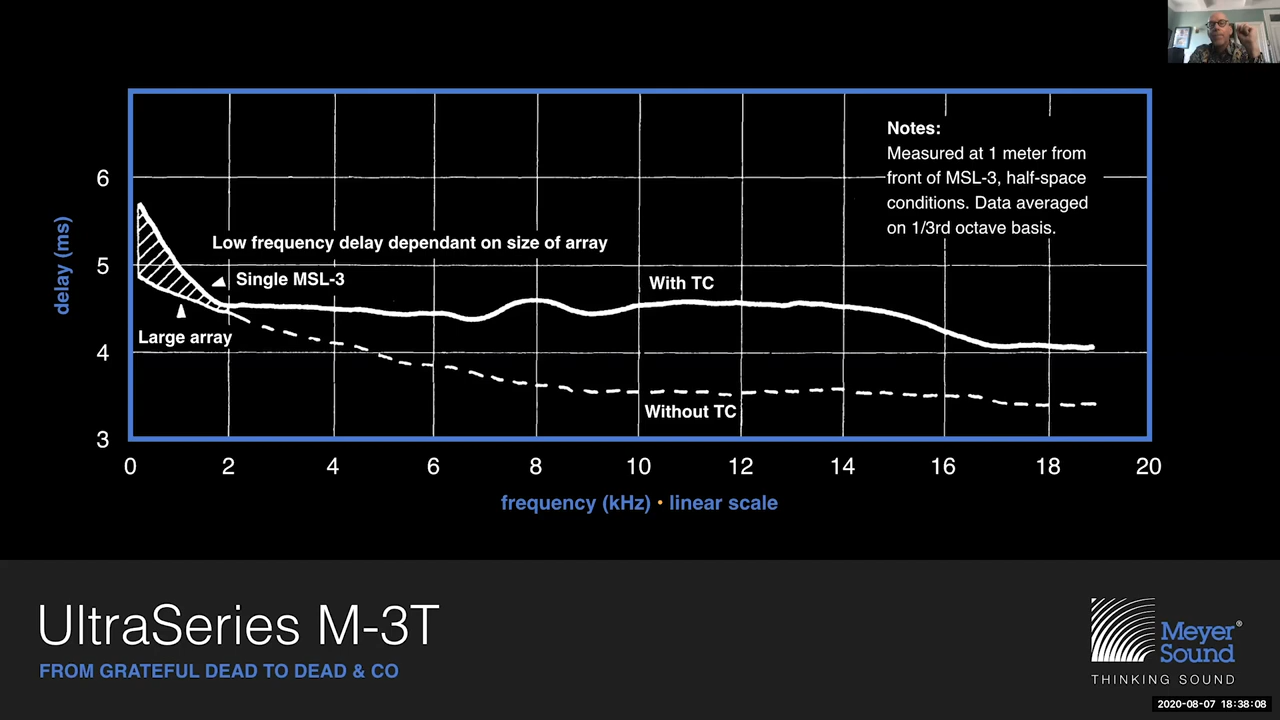 Notes:
Measured at 1 meter from
front of MSL-3, half-space
conditions. Data averaged
on 1/3rd octave basis.
6
5
4
3
delay (ms)
Low frequency delay dependant on size of array
Single MSL-3
With TC
Large array
Without TC
0 2 4 6 8 10 12 14 16 18 20
frequency (kHz) • linear scale
UltraSeries M-3T
FROM GRATEFUL DEAD TO DEAD & CO
Meyer®
Sound
THINKING SOUND
2020-08-07 18:38:08